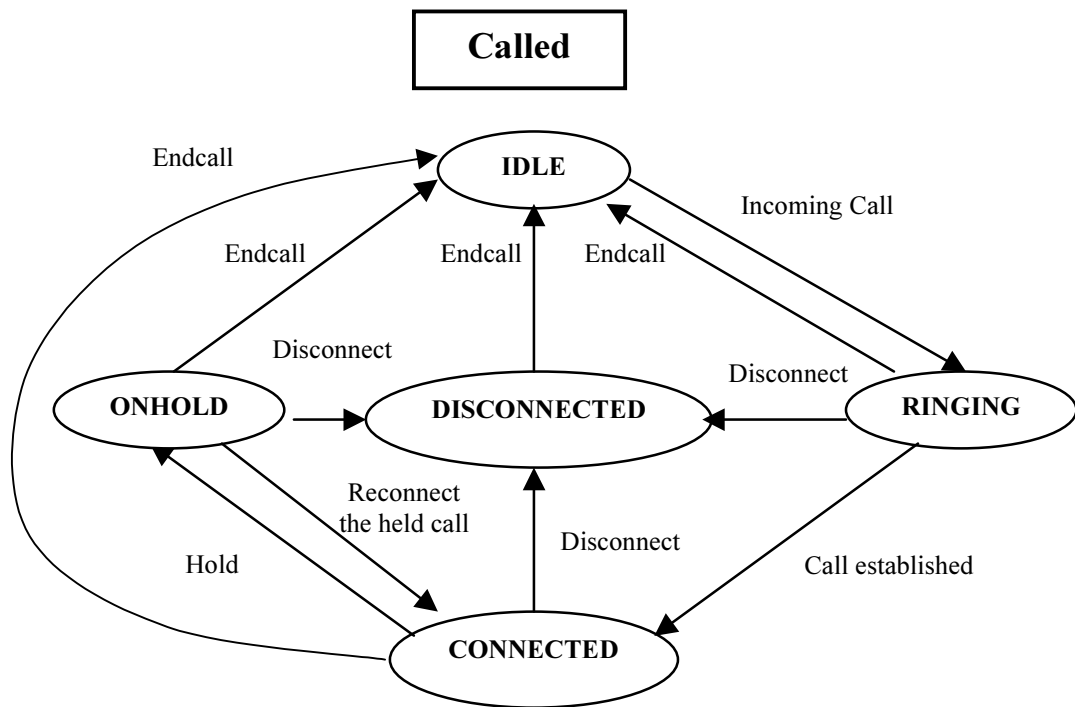 Called
Endcall
IDLE
Incoming Call
Endcall
Endcall
Endcall
Disconnect
Disconnect
ONHOLD
DISCONNECTED
RINGING
Reconnect
the held call
Disconnect
Hold
Call established
CONNECTED